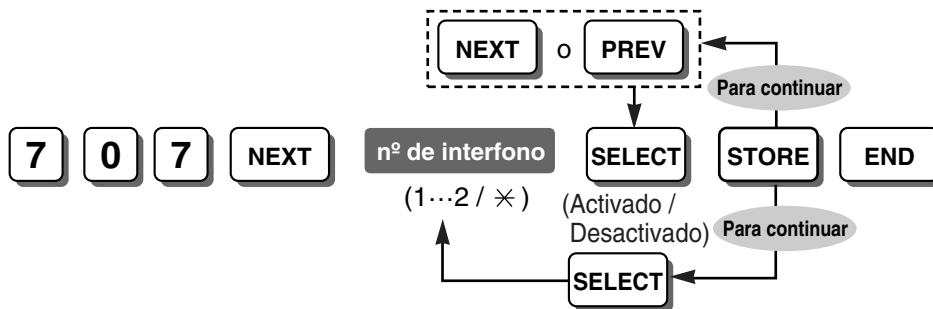 NEXT o PREV
Para continuar
7 0 7 NEXT nº de interfono SELECT STORE END
(1···2 / ✳)
(Activado /
Desactivado)
Para continuar
SELECT